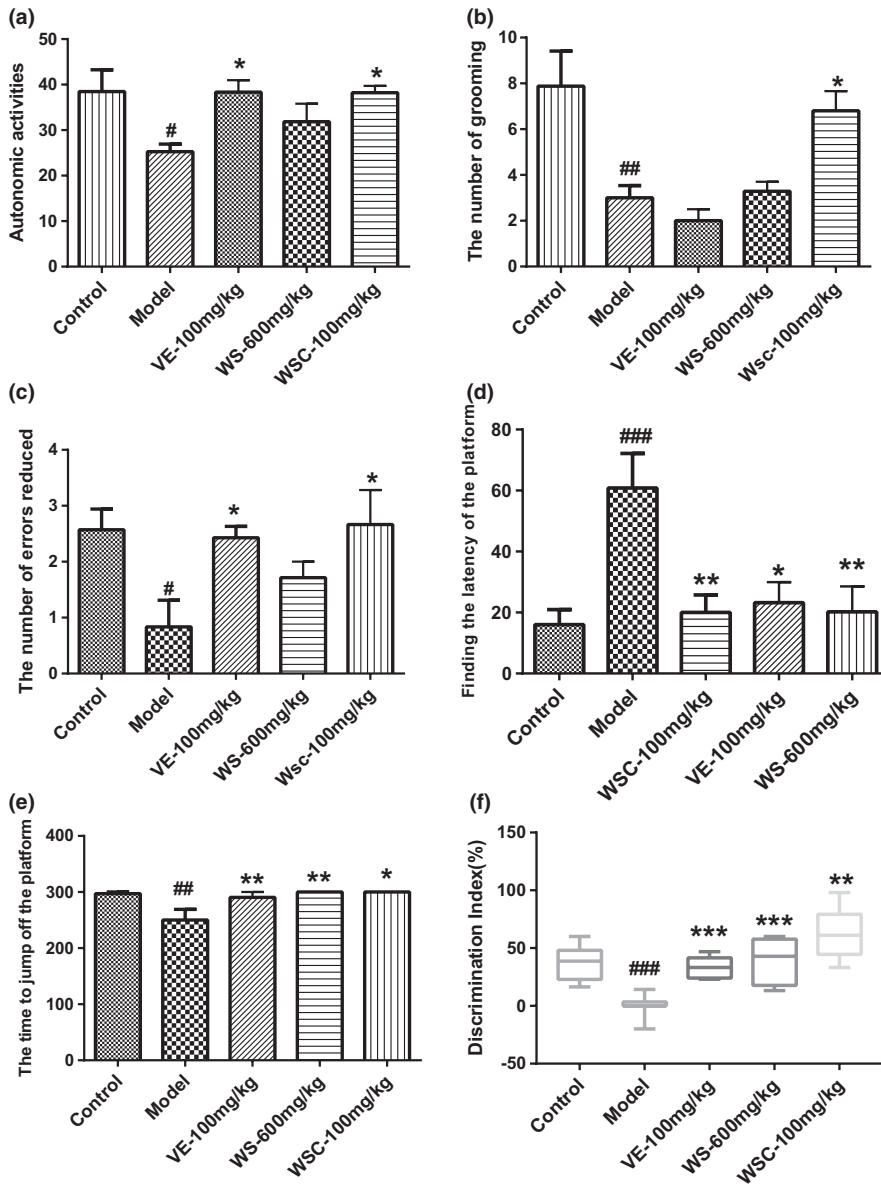 (a)
Autonomic activities
50
40
30
20
10
0
#
*
*
Control
Model
VE-100mg/kg
WS-600mg/kg
WSC-100mg/kg
(b)
The number of grooming
10
8
6
4
2
0
##
*
Control
Model
VE-100mg/kg
WS-600mg/kg
Wsc-100mg/kg
(c)
The number of errors reduced
4
3
2
1
0
#
*
*
Control
Model
VE-100mg/kg
WS-600mg/kg
Wsc-100mg/kg
(d)
Finding the latency of the platform
80
60
40
20
0
###
**
*
**
Control
Model
WSC-100mg/kg
VE-100mg/kg
WS-600mg/kg
(e)
The time to jump off the platform
400
300
200
100
0
##
**
**
*
Control
Model
VE-100mg/kg
WS-600mg/kg
WSC-100mg/kg
(f)
Discrimination Index(%)
150
100
50
0
-50
###
***
***
**
Control
Model
VE-100mg/kg
WS-600mg/kg
WSC-100mg/kg